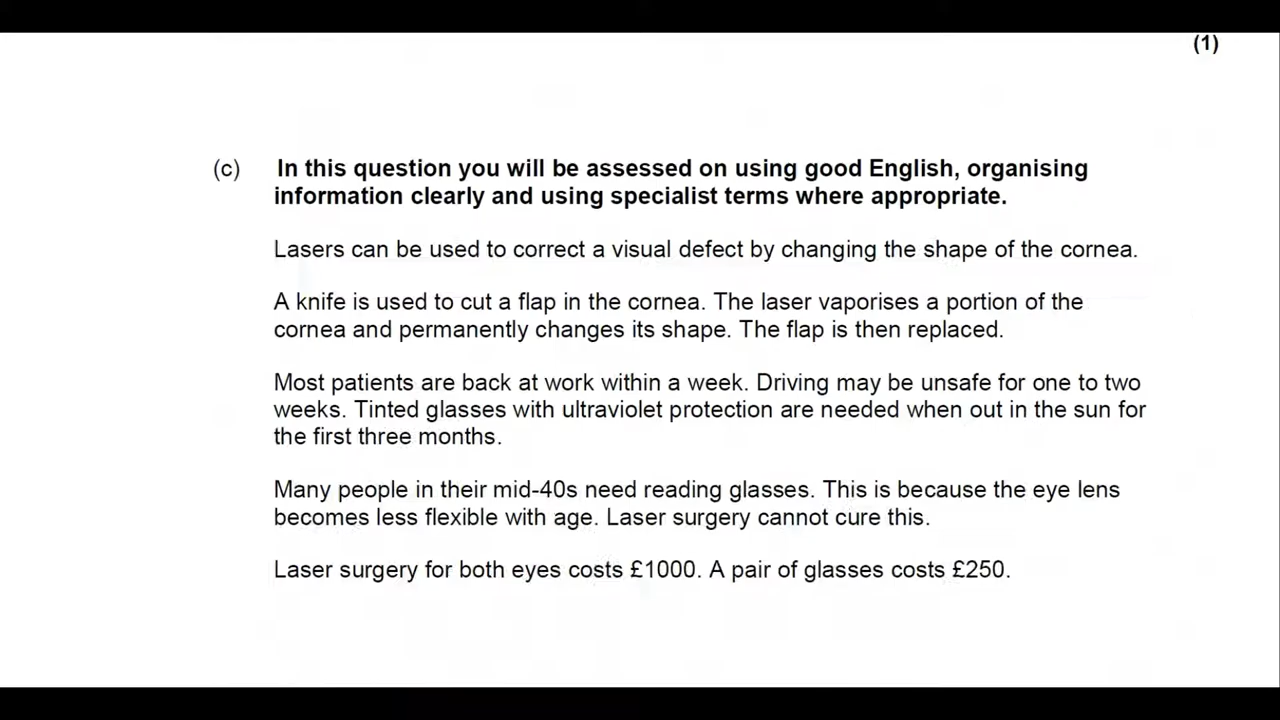 (1)
(c) In this question you will be assessed on using good English, organising
information clearly and using specialist terms where appropriate.
Lasers can be used to correct a visual defect by changing the shape of the cornea.
A knife is used to cut a flap in the cornea. The laser vaporises a portion of the
cornea and permanently changes its shape. The flap is then replaced.
Most patients are back at work within a week. Driving may be unsafe for one to two
weeks. Tinted glasses with ultraviolet protection are needed when out in the sun for
the first three months.
Many people in their mid-40s need reading glasses. This is because the eye lens
becomes less flexible with age. Laser surgery cannot cure this.
Laser surgery for both eyes costs £1000. A pair of glasses costs £250.